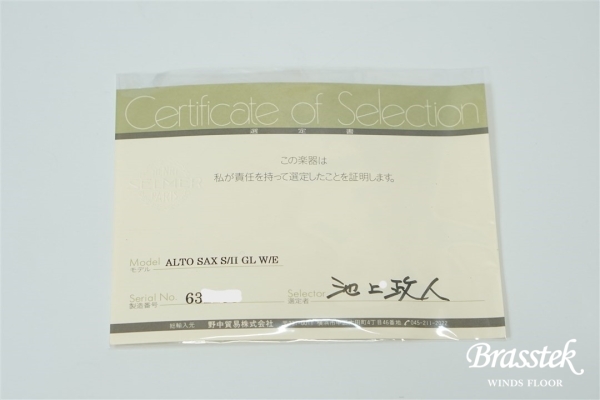 Certificate of Selection
選定書
この楽器は
私が責任を持って選定したことを証明します。
Model ALTO SAX S/II GL W/E
モデル
Serial No. 63
製造番号
Selector 池上政人
選定者
総輸入元 野中貿易株式会社
Brasstek
WINDS FLOOR